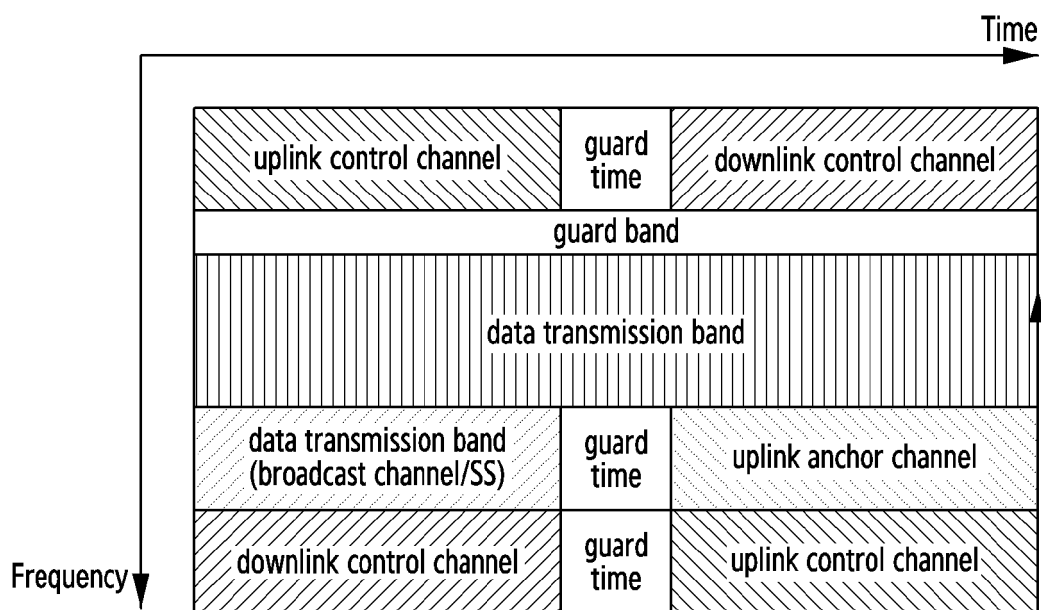 Time
uplink control channel
guard
time
downlink control channel
guard band
data transmission band
data transmission band
(broadcast channel/SS)
guard
time
uplink anchor channel
downlink control channel
guard
time
uplink control channel
Frequency